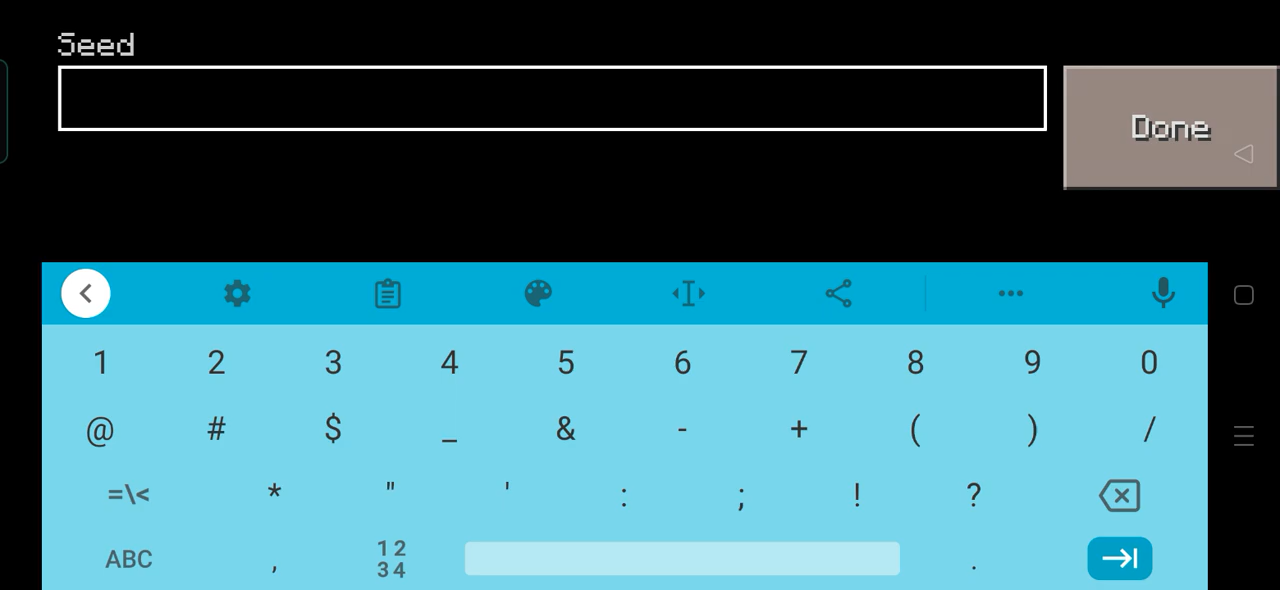 Seed
Done
1 2 3 4 5 6 7 8 9 0
@ # $ _ & - + ( ) /
=\< * " ' : ; ! ?
ABC , 12 34 .